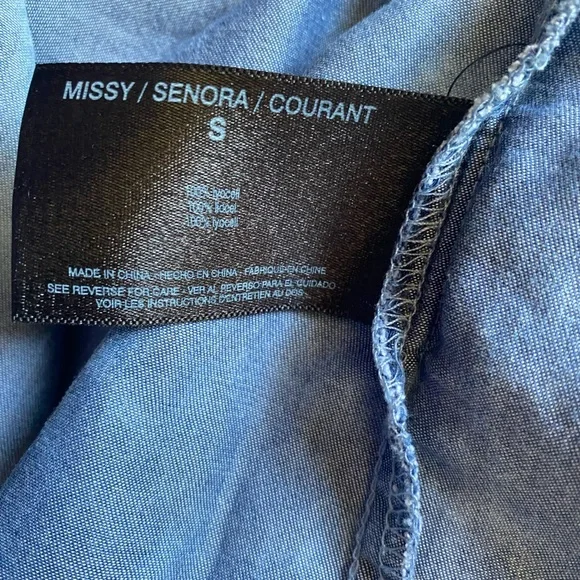 MISSY / SENORA / COURANT
S
100% lyocell
100% liocel
100% lyocell
MADE IN CHINA - HECHO EN CHINA - FABRIQUÉ EN CHINE
SEE REVERSE FOR CARE - VER AL REVERSO PARA EL CUIDADO
VOIR LES INSTRUCTIONS D'ENTRETIEN AU DOS